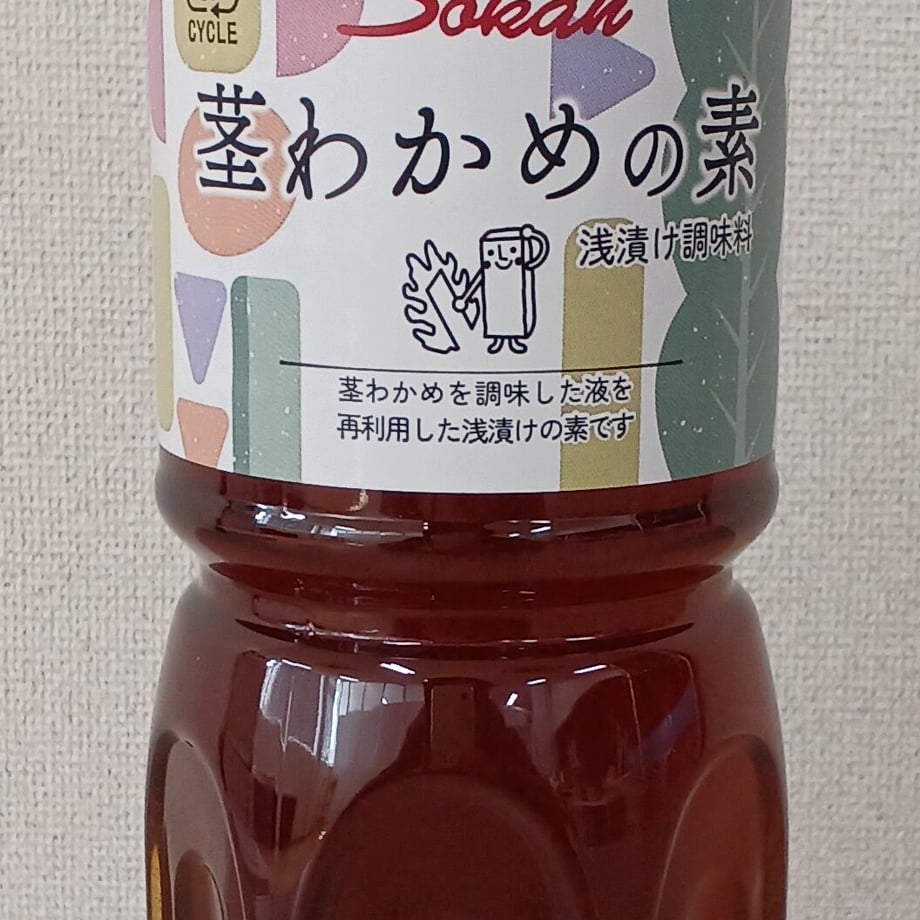 Sokan
CYCLE
茎わかめの素
浅漬け調味料
茎わかめを調味した液を
再利用した浅漬けの素です